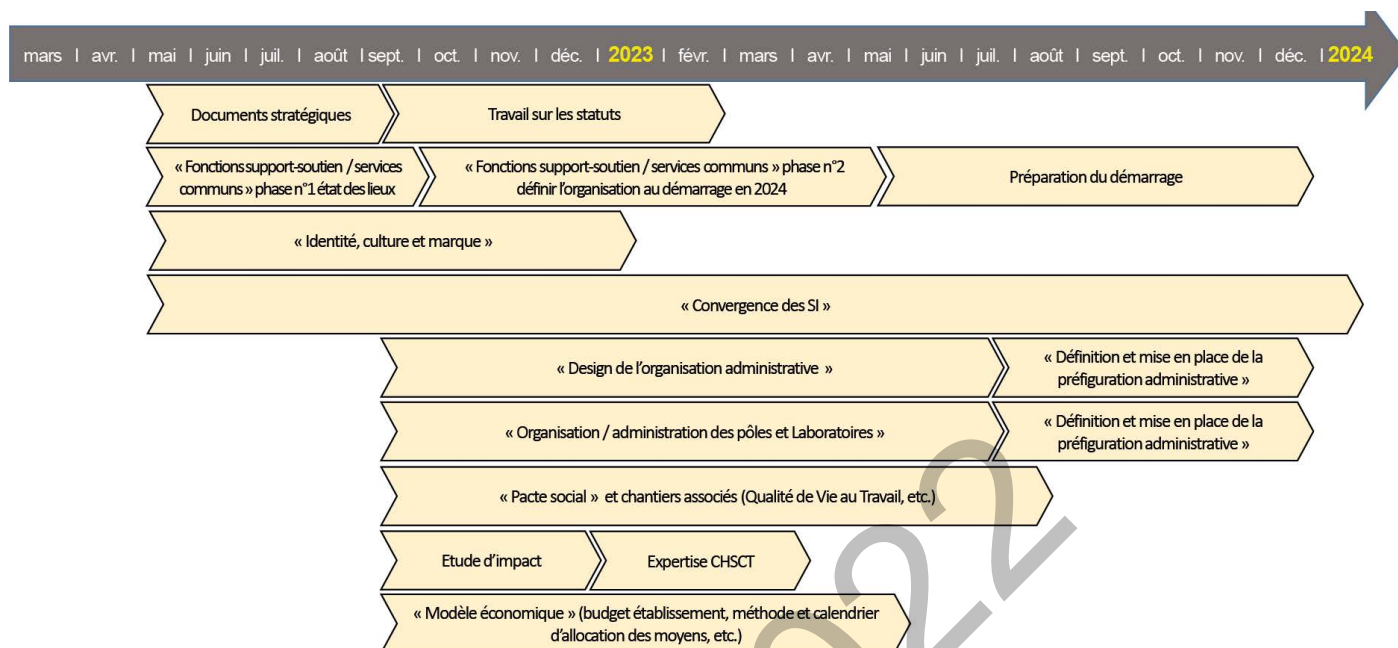 mars I avr. I mai I juin I juil. I août I sept. I oct. I nov. I déc. I 2023 I févr. I mars I avr. I mai I juin I juil. I août I sept. I oct. I nov. I déc. I 2024
Documents stratégiques
Travail sur les statuts
« Fonctions support-soutien / services
communs » phase n°1 état des lieux
« Fonctions support-soutien / services communs » phase n°2
définir l'organisation au démarrage en 2024
Préparation du démarrage
« Identité, culture et marque »
« Convergence des SI »
« Design de l'organisation administrative »
« Définition et mise en place de la
préfiguration administrative »
« Organisation / administration des pôles et Laboratoires »
« Définition et mise en place de la
préfiguration administrative »
« Pacte social » et chantiers associés (Qualité de Vie au Travail, etc.)
Etude d'impact
Expertise CHSCT
« Modèle économique » (budget établissement, méthode et calendrier
d'allocation des moyens, etc.)